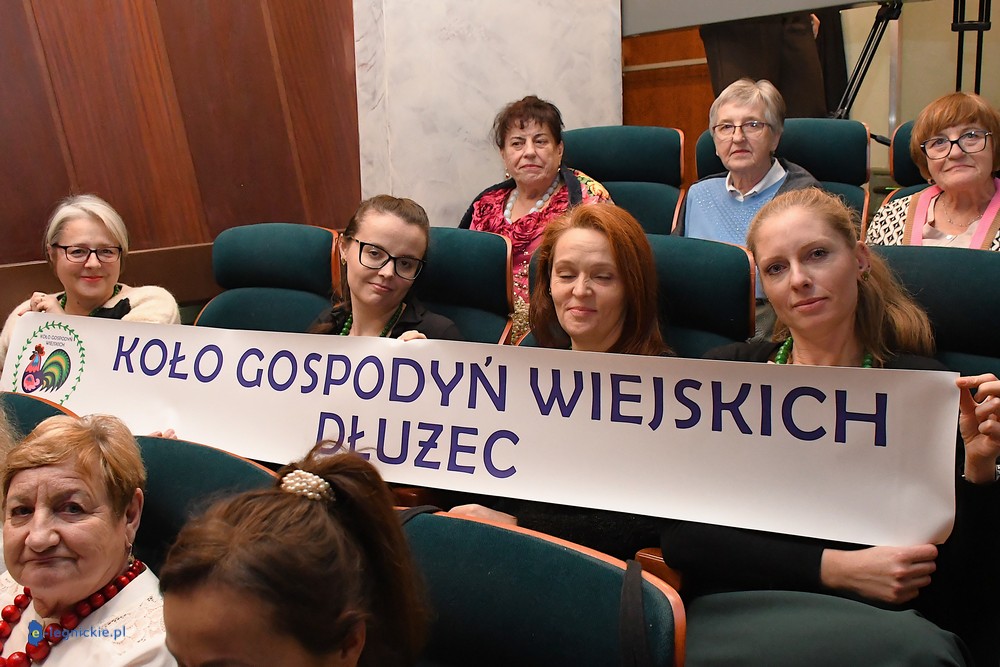 KOŁO GOSPODYŃ WIEJSKICH
DŁUŻEC
e-legnickie.pl